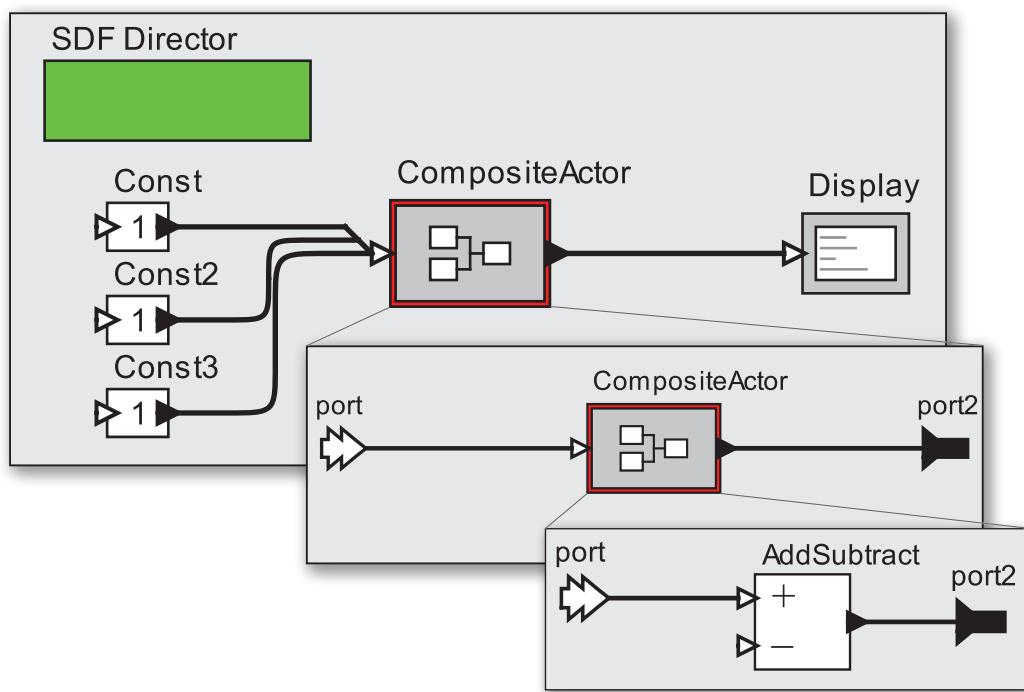 SDF Director
CompositeActor
Const
1
Display
Const2
1
Const3
1
CompositeActor
port
port2
AddSubtract
port
port2
+
−